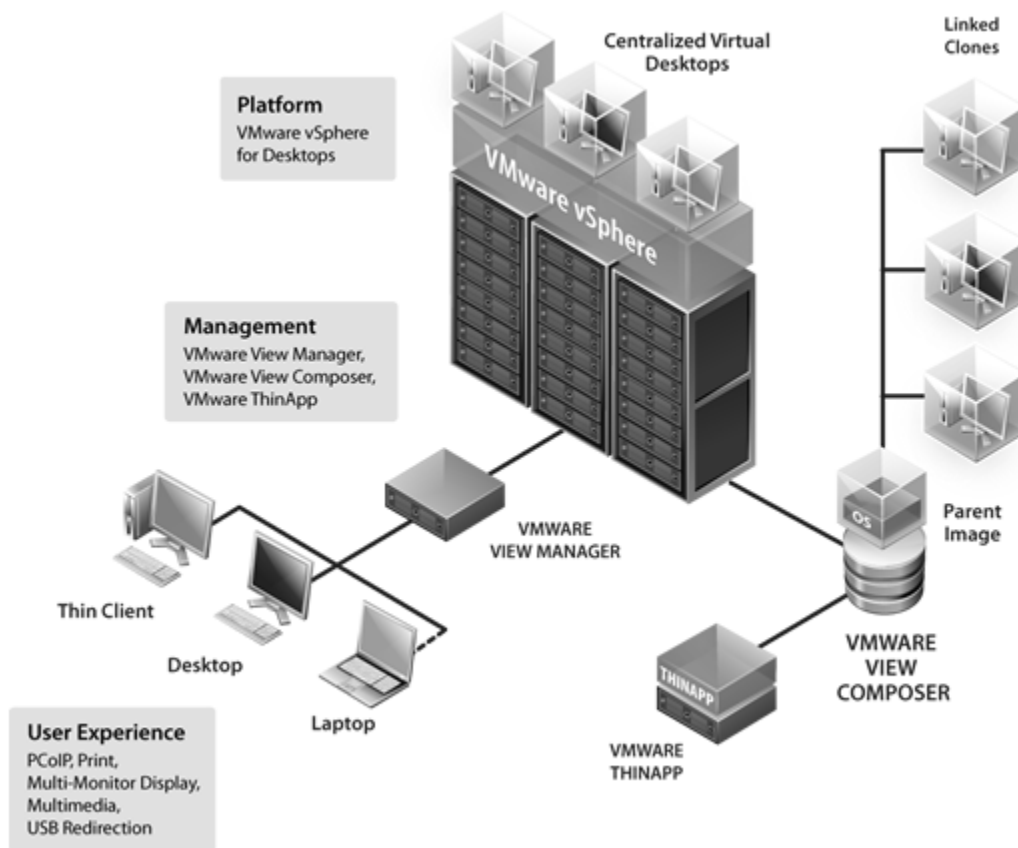 Centralized Virtual
Desktops
Linked
Clones
Platform
VMware vSphere
for Desktops
VMware vSphere
Management
VMware View Manager,
VMware View Composer,
VMware ThinApp
VMWARE
VIEW MANAGER
OS
Parent
Image
Thin Client
Desktop
Laptop
VMWARE
VIEW
COMPOSER
THINAPP
VMWARE
THINAPP
User Experience
PCoIP, Print,
Multi-Monitor Display,
Multimedia,
USB Redirection